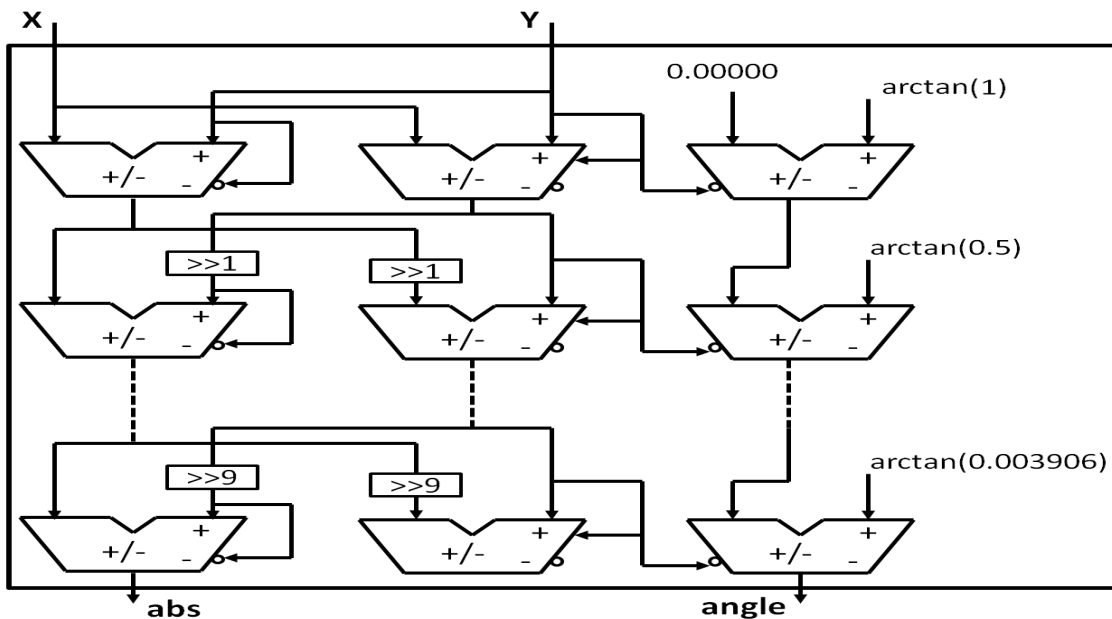 X Y
0.00000 arctan(1)
+ + +
+/- - +/- - +/- -
arctan(0.5)
>>1 >>1
+ + +
+/- - +/- - +/- -
arctan(0.003906)
>>9 >>9
+ + +
+/- - +/- - +/- -
abs angle